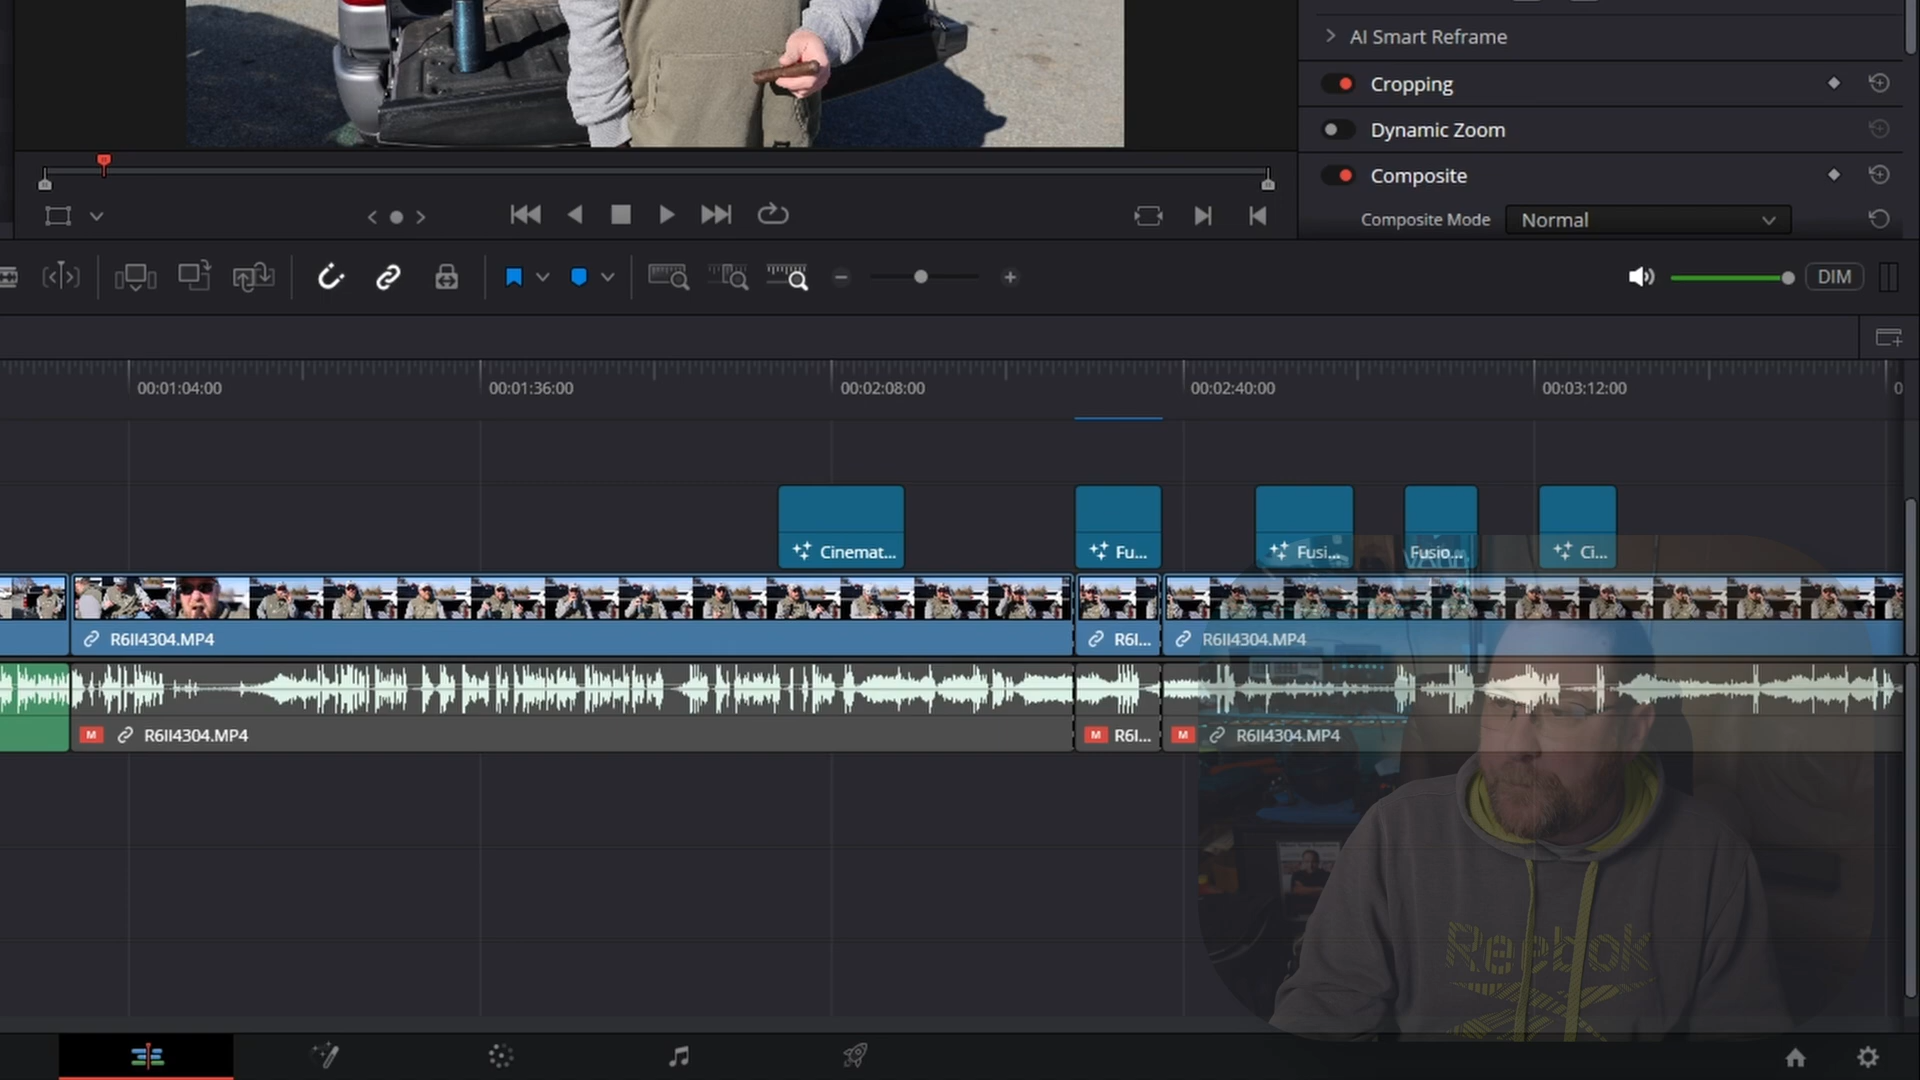 AI Smart Reframe
Cropping
Dynamic Zoom
Composite
Composite Mode
Normal
DIM
00:01:04:00
00:01:36:00
00:02:08:00
00:02:40:00
00:03:12:00
0
Cinemat...
Fu...
Fusi...
Fusio...
Ci...
R6II4304.MP4
R6I...
R6II4304.MP4
M R6II4304.MP4
M R6I...
M R6II4304.MP4
Reebok